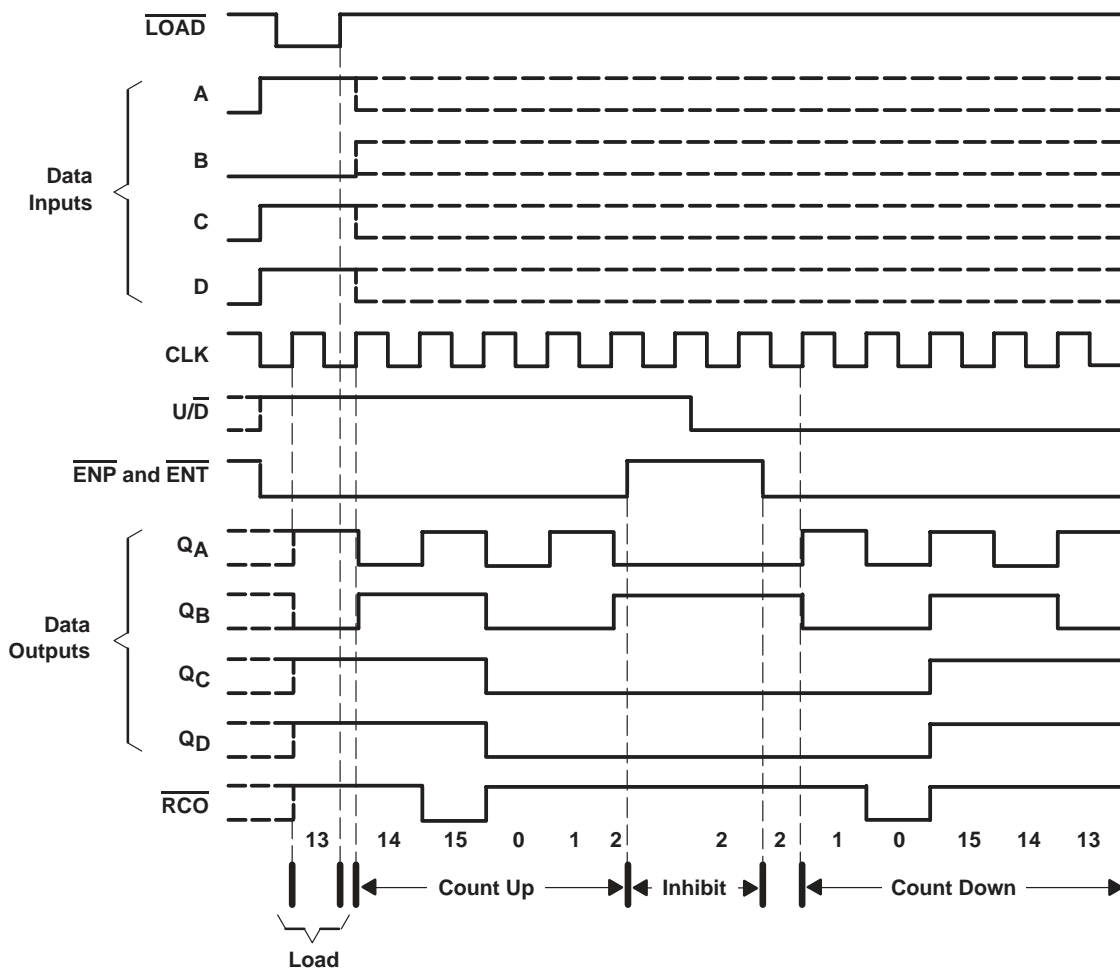 LOAD
A
B
Data
Inputs
C
D
CLK
U/D
ENP and ENT
QA
QB
Data
Outputs
QC
QD
RCO
13 14 15 0 1 2 2 2 1 0 15 14 13
Count Up Inhibit Count Down
Load